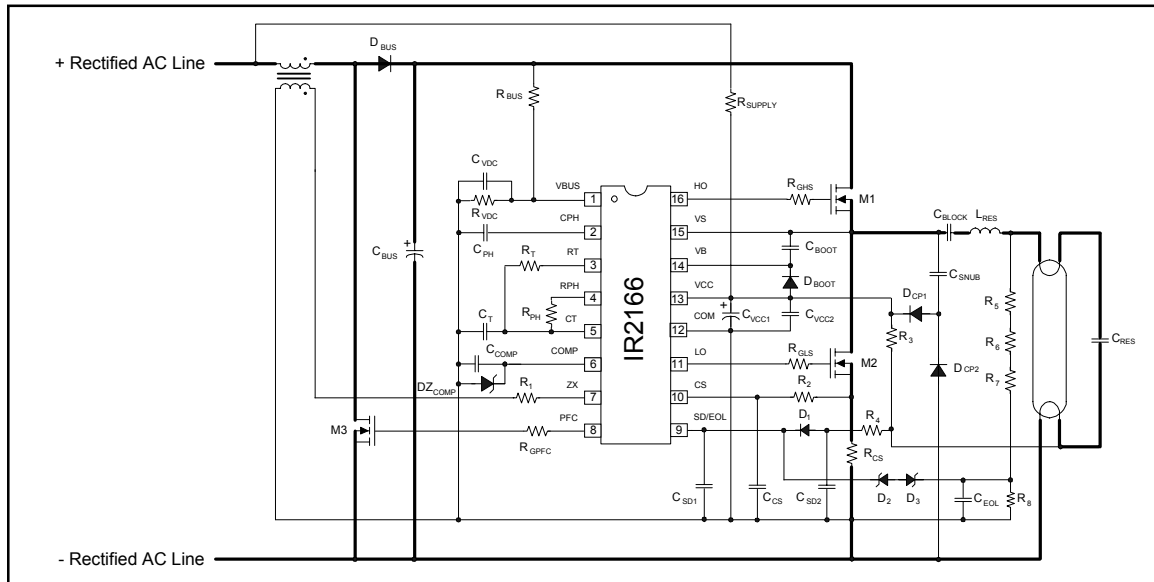 D BUS
+ Rectified AC Line
R BUS
R SUPPLY
C VDC
R VDC
VBUS 1
CPH 2
C PH
R T
RT 3
RPH 4
R PH
C T
CT 5
C BUS
C COMP
COMP 6
DZ COMP
R 1
ZX 7
M3
PFC 8
R GPFC
IR2166
HO 16
VS 15
VB 14
VCC 13
COM 12
LO 11
CS 10
SD/EOL 9
R GHS
M1
C BOOT
D BOOT
C VCC1
C VCC2
R GLS
M2
R 2
D 1
R 4
R CS
C SD1
C CS
C SD2
D 2
D 3
C EOL
R 8
C BLOCK
L RES
C SNUB
D CP1
R 3
D CP2
R 5
R 6
R 7
C RES
- Rectified AC Line